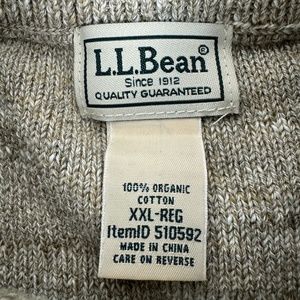 L.L.Bean®
Since 1912
QUALITY GUARANTEED
100% ORGANIC
COTTON
XXL-REG
ItemID 510592
MADE IN CHINA
CARE ON REVERSE